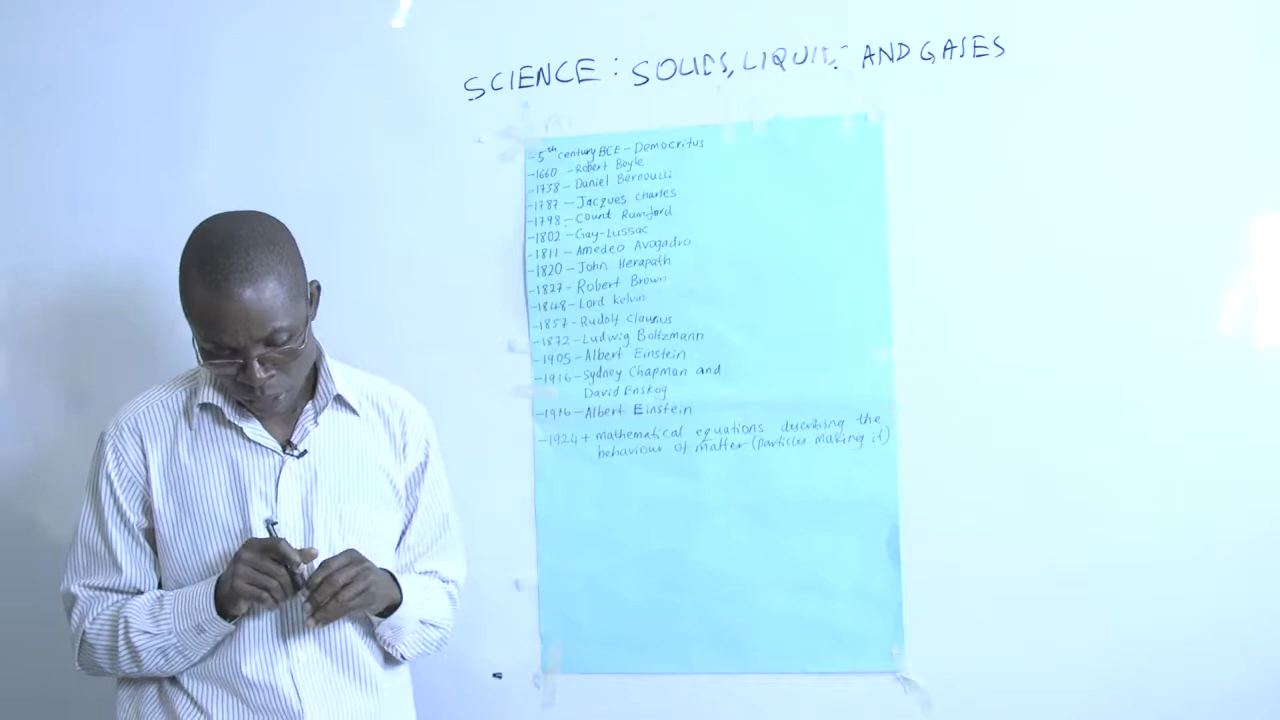 SCIENCE: SOLIDS, LIQUIDS AND GASES
-5th century BCE - Democritus
-1660 - Robert Boyle
-1738 - Daniel Bernoulli
-1787 - Jacques charles
-1798 - Count Rumford
-1802 - Gay-Lussac
-1811 - Amedeo Avogadro
-1820 - John Herapath
-1827 - Robert Brown
-1848 - Lord kelvin
-1857 - Rudolf clausius
-1872 - Ludwig Boltzmann
-1905 - Albert Einstein
-1916 - Sydney Chapman and
David Enskog
-1916 - Albert Einstein
-1924 + mathematical equations describing the
behaviour of matter (particles making it)